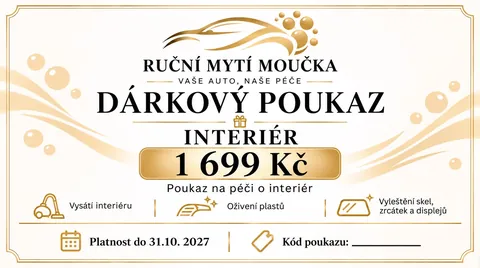 RUČNÍ MYTÍ MOUČKA
VAŠE AUTO, NAŠE PÉČE
DÁRKOVÝ POUKAZ
INTERIÉR
1 699 Kč
Poukaz na péči o interiér
Vysátí interiéru
Oživení plastů
Vyleštění skel,
zrcátek a displejů
Platnost do 31.10. 2027
Kód poukazu: